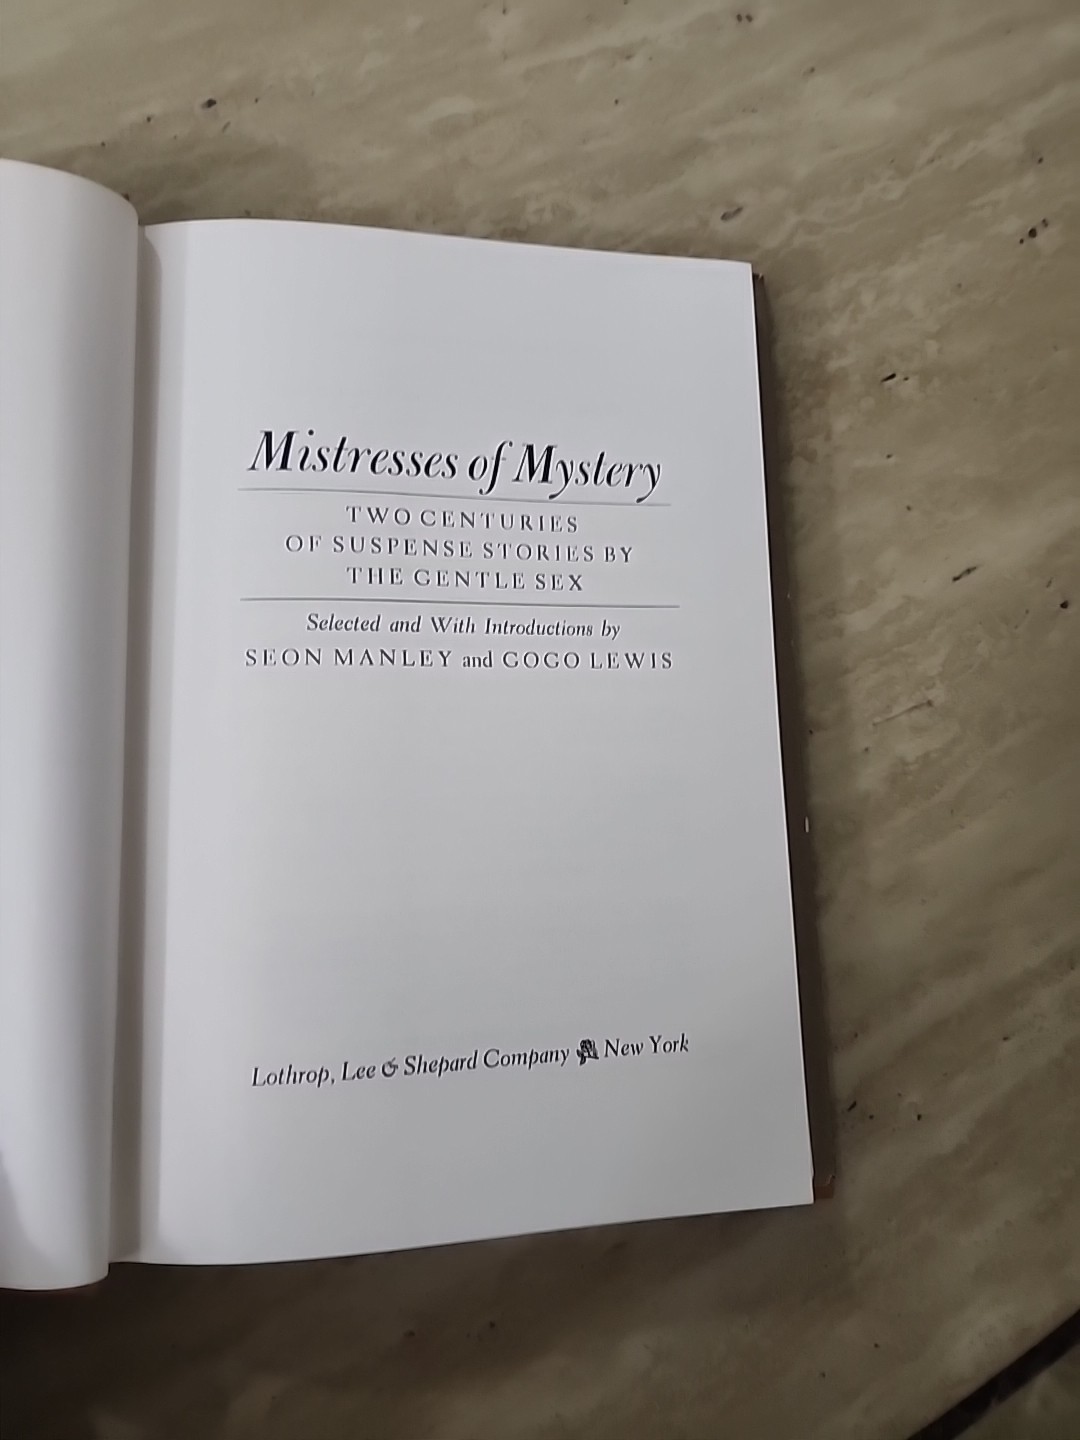 Mistresses of Mystery
TWO CENTURIES
OF SUSPENSE STORIES BY
THE GENTLE SEX
Selected and With Introductions by
SEON MANLEY and GOGO LEWIS
Lothrop, Lee & Shepard Company New York